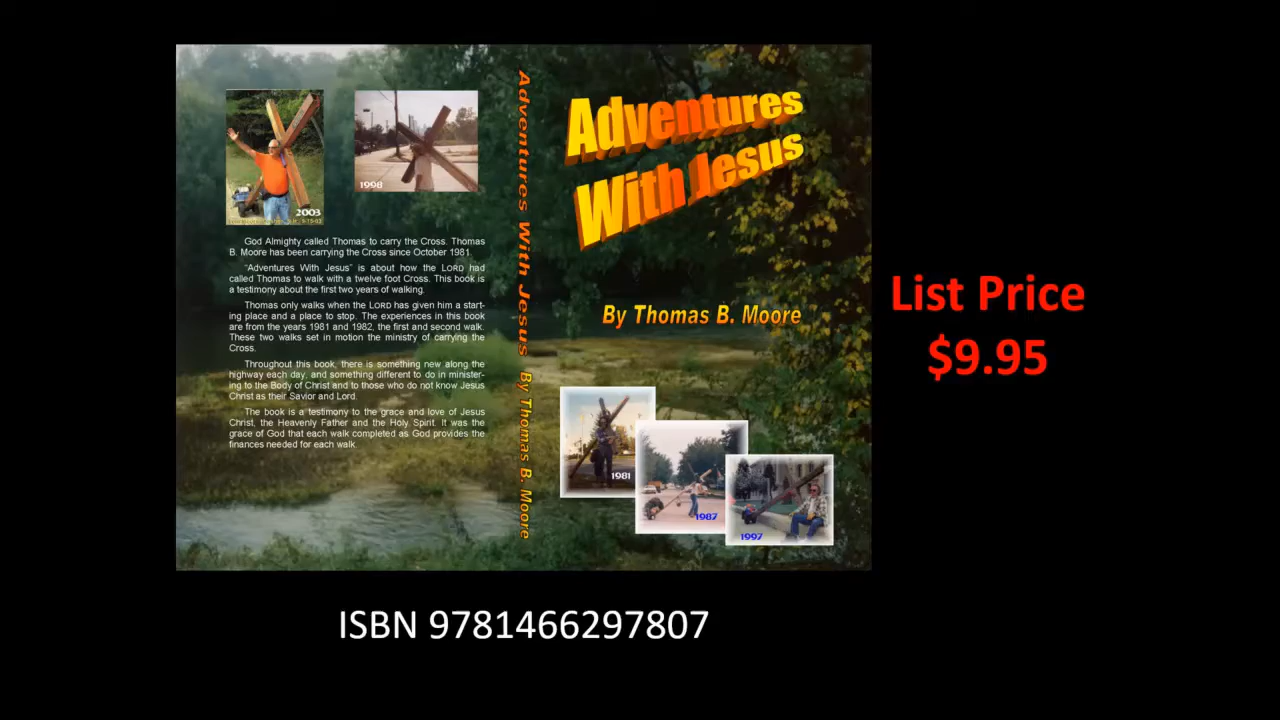 2003
1998
God Almighty called Thomas to carry the Cross. Thomas
B. Moore has been carrying the Cross since October 1981.
"Adventures With Jesus" is about how the LORD had
called Thomas to walk with a twelve foot Cross. This book is
a testimony about the first two years of walking.
Thomas only walks when the LORD has given him a start-
ing place and a place to stop. The experiences in this book
are from the years 1981 and 1982, the first and second walk.
These two walks set in motion the ministry of carrying the
Cross.
Throughout this book, there is something new along the
highway each day, and something different to do in minister-
ing to the Body of Christ and to those who do not know Jesus
Christ as their Savior and Lord.
The book is a testimony to the grace and love of Jesus
Christ, the Heavenly Father and the Holy Spirit. It was the
grace of God that each walk completed as God provides the
finances needed for each walk.
Adventures With Jesus By Thomas B. Moore
Adventures
With Jesus
By Thomas B. Moore
1981
1987
1997
List Price
$9.95
ISBN 9781466297807